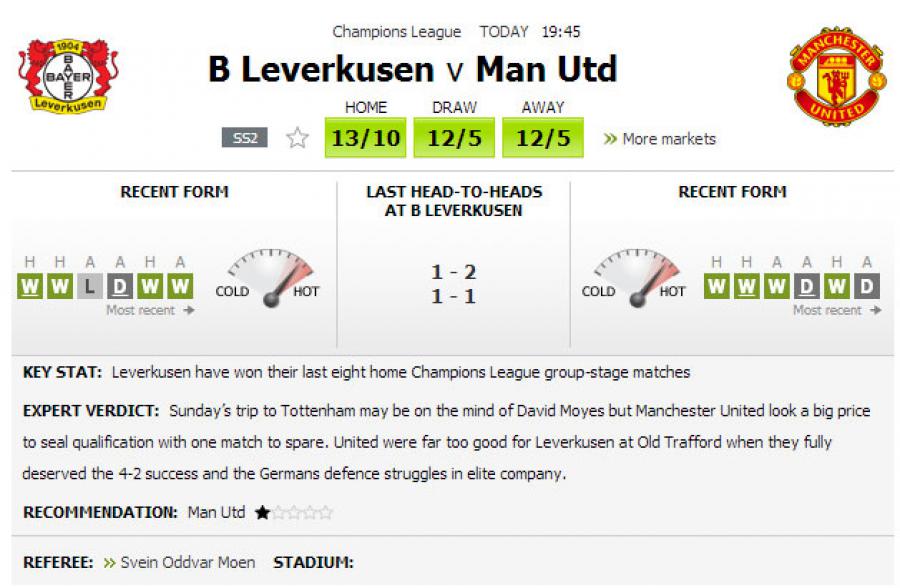 Champions League TODAY 19:45
B Leverkusen v Man Utd
1904
BAYER
BAYER
Leverkusen
MANCHESTER
UNITED
HOME DRAW AWAY
SS2 13/10 12/5 12/5 More markets
RECENT FORM
LAST HEAD-TO-HEADS
AT B LEVERKUSEN
RECENT FORM
H H A A H A
W W L D W W
Most recent
COLD HOT
1 - 2
1 - 1
COLD HOT
H H A A H A
W W W D W D
Most recent
KEY STAT: Leverkusen have won their last eight home Champions League group-stage matches
EXPERT VERDICT: Sunday's trip to Tottenham may be on the mind of David Moyes but Manchester United look a big price
to seal qualification with one match to spare. United were far too good for Leverkusen at Old Trafford when they fully
deserved the 4-2 success and the Germans defence struggles in elite company.
RECOMMENDATION: Man Utd
REFEREE: Svein Oddvar Moen STADIUM: